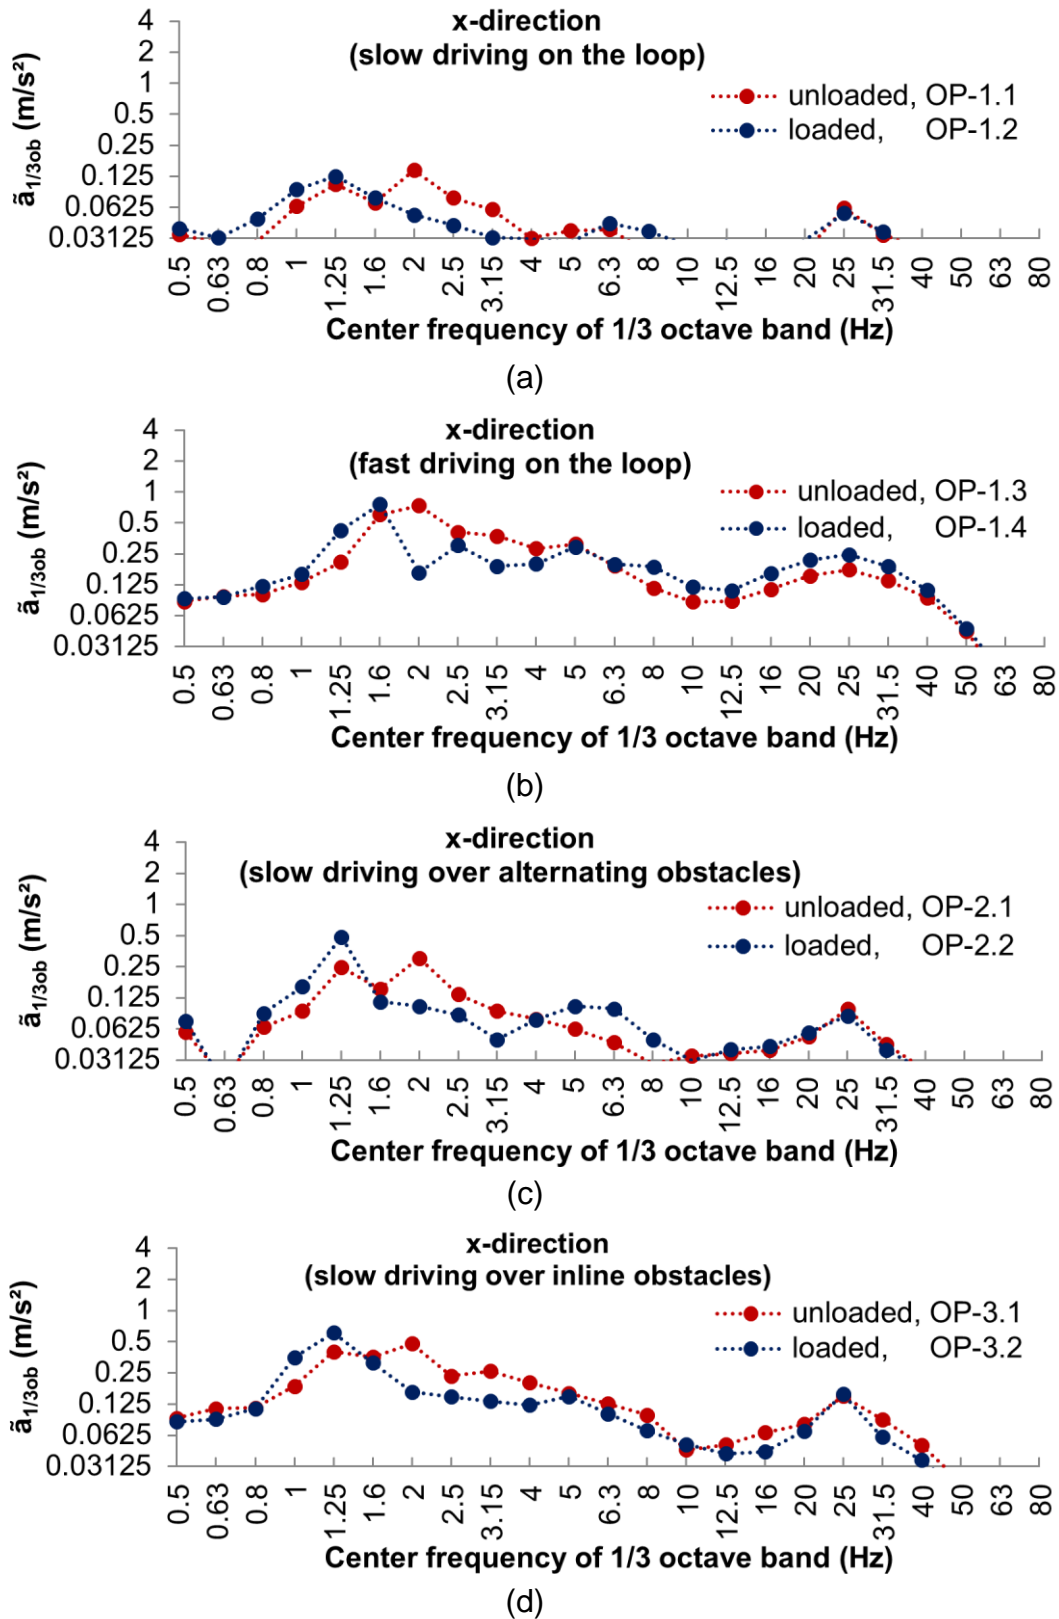 x-direction
(slow driving on the loop)
unloaded, OP-1.1
loaded, OP-1.2
ã1/3ob (m/s²)
4
2
1
0.5
0.25
0.125
0.0625
0.03125
0.5 0.63 0.8 1 1.25 1.6 2 2.5 3.15 4 5 6.3 8 10 12.5 16 20 25 31.5 40 50 63 80
Center frequency of 1/3 octave band (Hz)
(a)
x-direction
(fast driving on the loop)
unloaded, OP-1.3
loaded, OP-1.4
ã1/3ob (m/s²)
4
2
1
0.5
0.25
0.125
0.0625
0.03125
0.5 0.63 0.8 1 1.25 1.6 2 2.5 3.15 4 5 6.3 8 10 12.5 16 20 25 31.5 40 50 63 80
Center frequency of 1/3 octave band (Hz)
(b)
x-direction
(slow driving over alternating obstacles)
unloaded, OP-2.1
loaded, OP-2.2
ã1/3ob (m/s²)
4
2
1
0.5
0.25
0.125
0.0625
0.03125
0.5 0.63 0.8 1 1.25 1.6 2 2.5 3.15 4 5 6.3 8 10 12.5 16 20 25 31.5 40 50 63 80
Center frequency of 1/3 octave band (Hz)
(c)
x-direction
(slow driving over inline obstacles)
unloaded, OP-3.1
loaded, OP-3.2
ã1/3ob (m/s²)
4
2
1
0.5
0.25
0.125
0.0625
0.03125
0.5 0.63 0.8 1 1.25 1.6 2 2.5 3.15 4 5 6.3 8 10 12.5 16 20 25 31.5 40 50 63 80
Center frequency of 1/3 octave band (Hz)
(d)